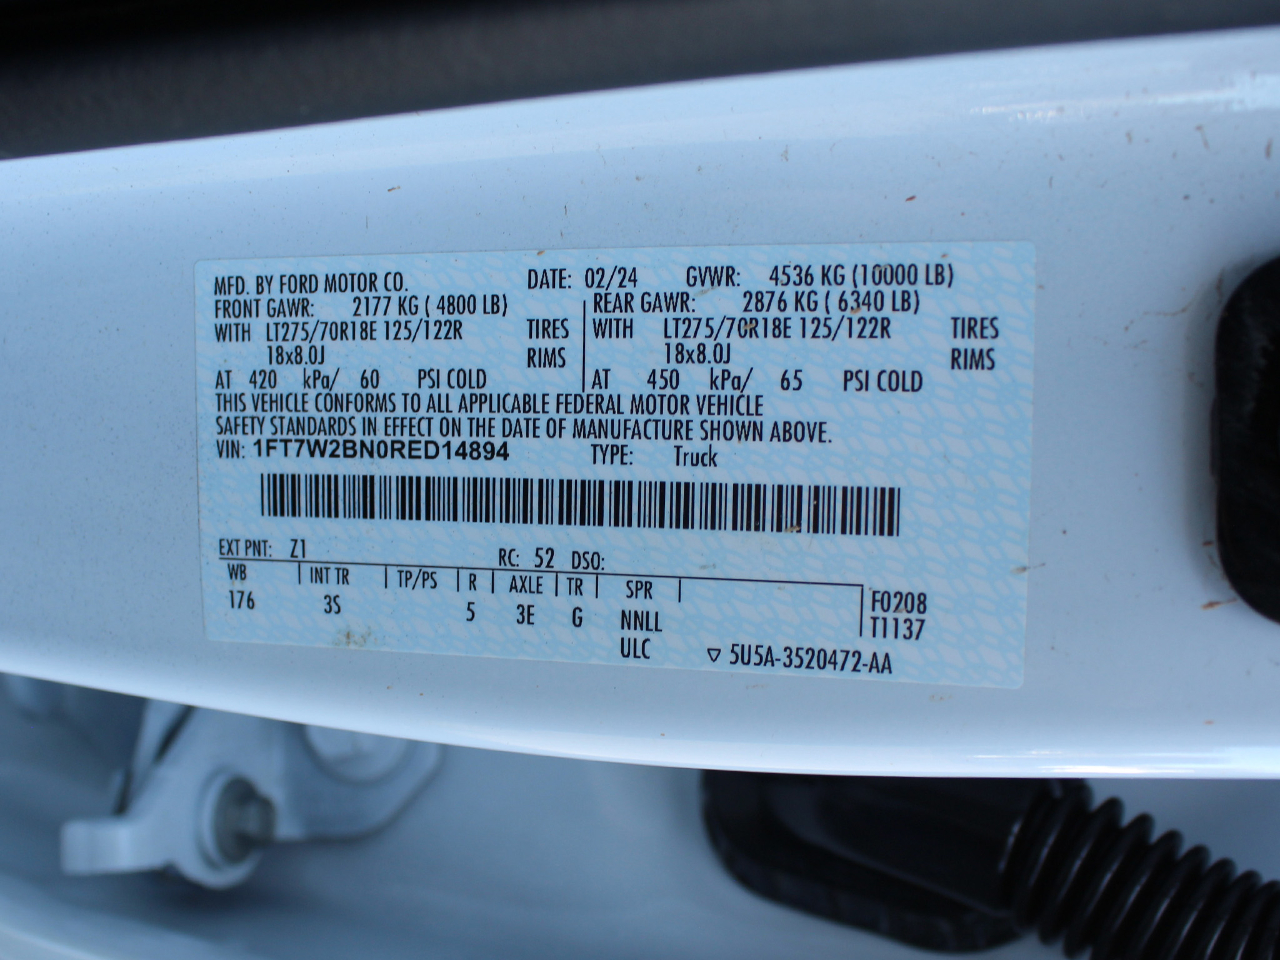 MFD. BY FORD MOTOR CO. DATE: 02/24 GVWR: 4536 KG (10000 LB)
FRONT GAWR: 2177 KG ( 4800 LB) REAR GAWR: 2876 KG ( 6340 LB)
WITH LT275/70R18E 125/122R TIRES WITH LT275/70R18E 125/122R TIRES
18x8.0J RIMS 18x8.0J RIMS
AT 420 kPa/ 60 PSI COLD AT 450 kPa/ 65 PSI COLD
THIS VEHICLE CONFORMS TO ALL APPLICABLE FEDERAL MOTOR VEHICLE
SAFETY STANDARDS IN EFFECT ON THE DATE OF MANUFACTURE SHOWN ABOVE.
VIN: 1FT7W2BN0RED14894 TYPE: Truck
EXT PNT: Z1 RC: 52 DSO:
WB INT TR TP/PS R AXLE TR SPR F0208
176 3S 5 3E G NNLL T1137
ULC ▽ 5U5A-3520472-AA